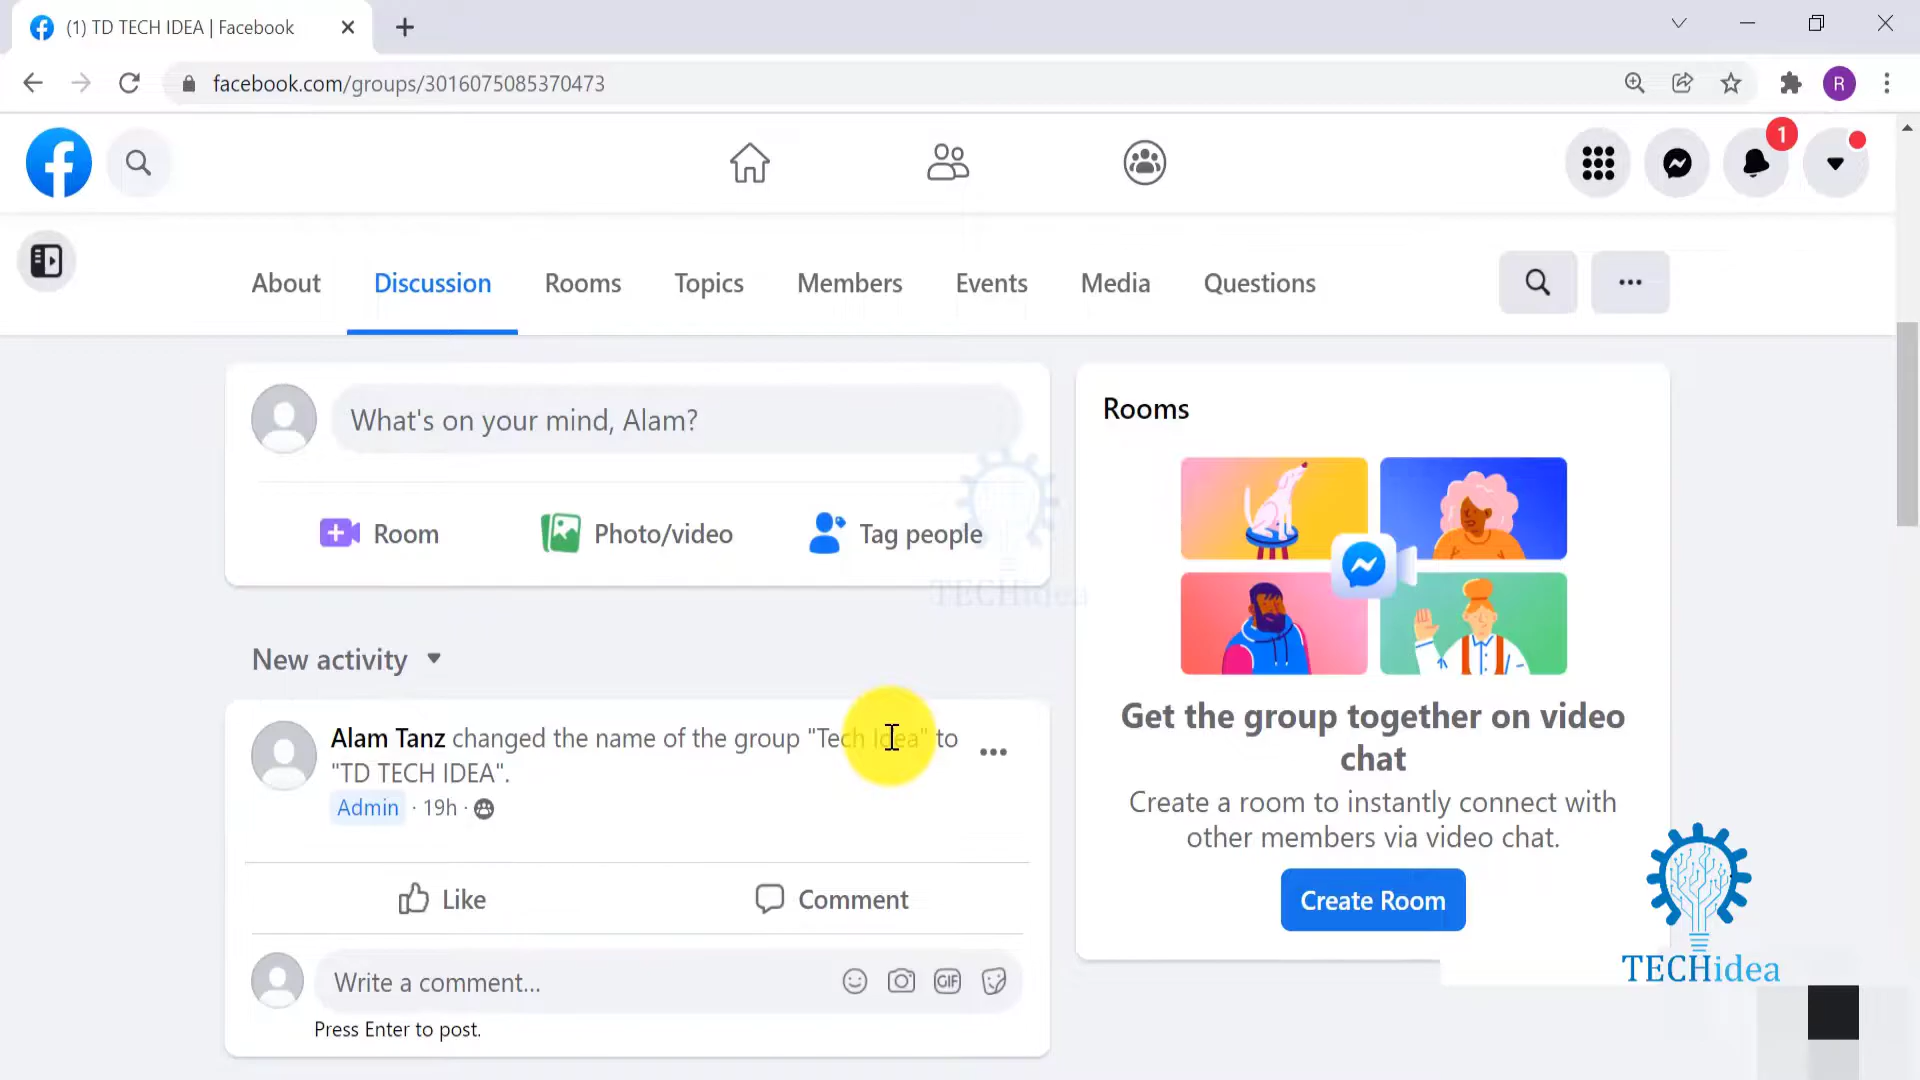 (1) TD TECH IDEA | Facebook
facebook.com/groups/3016075085370473
R
1
About Discussion Rooms Topics Members Events Media Questions
What's on your mind, Alam?
Room Photo/video Tag people
TECHidea
New activity
Alam Tanz changed the name of the group "Tech Idea" to
"TD TECH IDEA".
Admin · 19h ·
Like Comment
Write a comment...
GIF
Press Enter to post.
Rooms
Get the group together on video
chat
Create a room to instantly connect with
other members via video chat.
Create Room
TECHidea